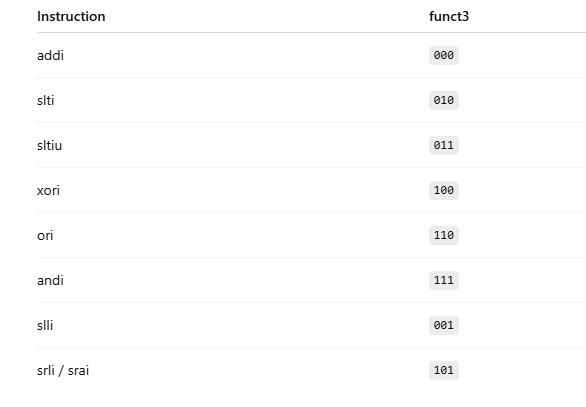 Instruction funct3
addi 000
slti 010
sltiu 011
xori 100
ori 110
andi 111
slli 001
srli / srai 101